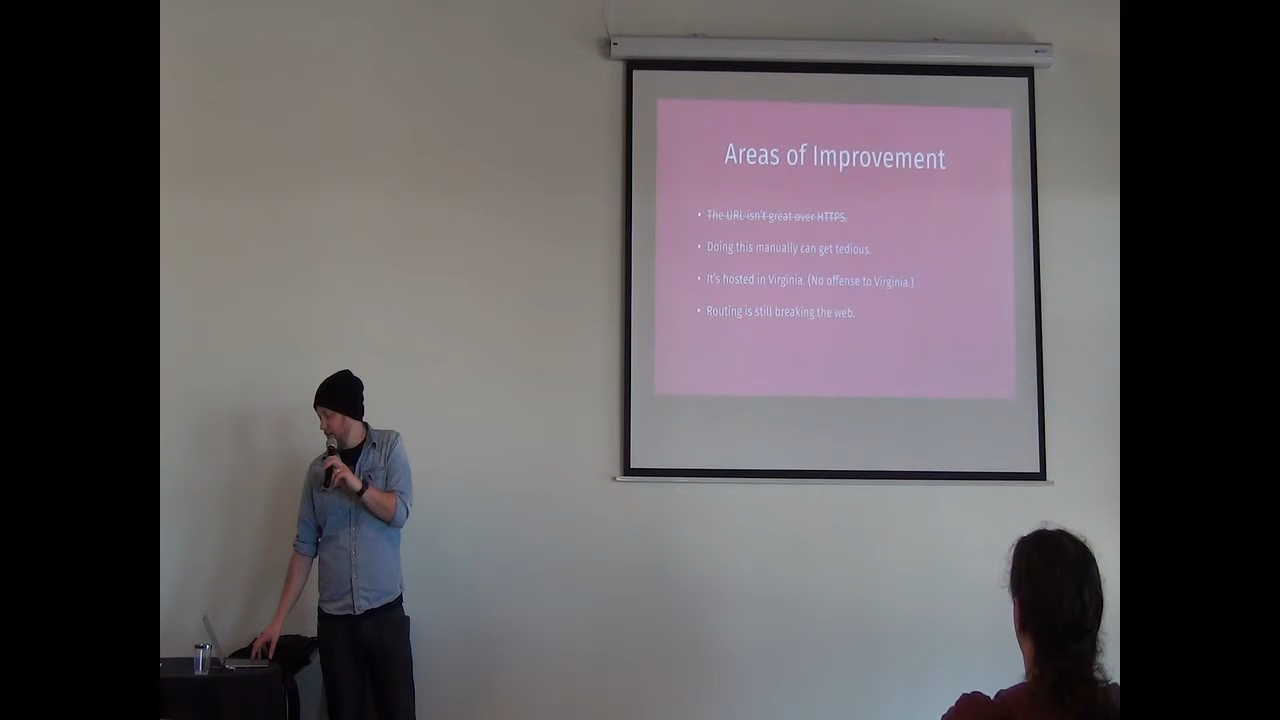 Areas of Improvement
• The URL isn't great over HTTPS.
• Doing this manually can get tedious.
• It's hosted in Virginia. (No offense to Virginia.)
• Routing is still breaking the web.